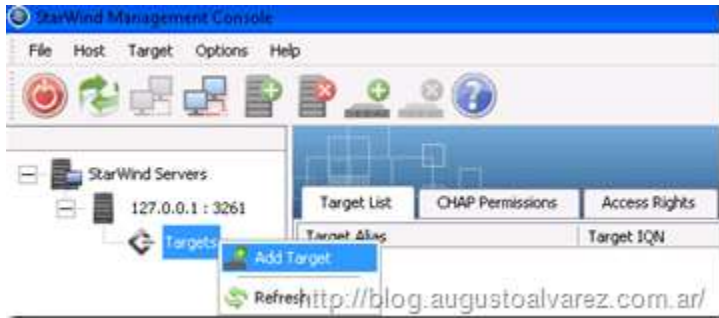 StarWind Management Console
File Host Target Options Help
StarWind Servers
127.0.0.1 : 3261
Targets
Target List CHAP Permissions Access Rights
Target Alias Target IQN
Add Target
Refresh
http://blog.augustoalvarez.com.ar/